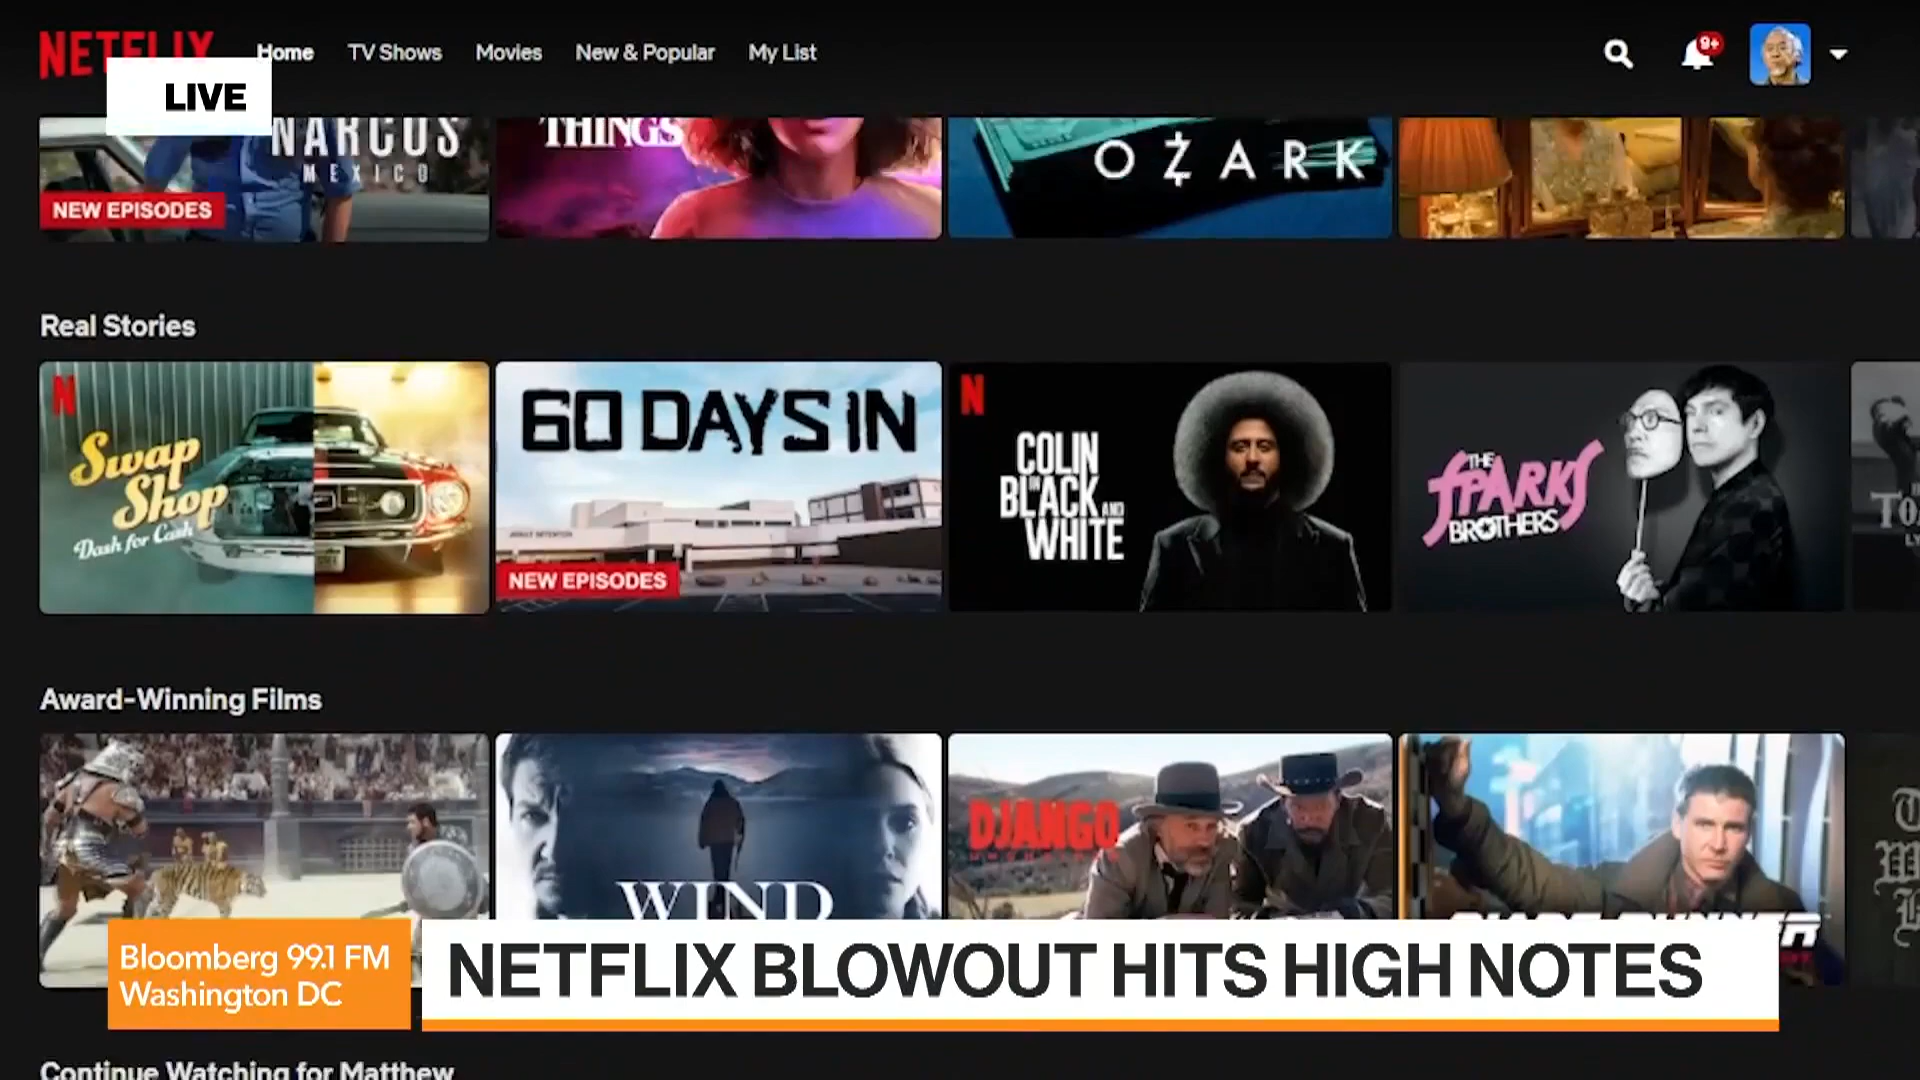 NETFLIX
Home TV Shows Movies New & Popular My List
9+
LIVE
NARCOS
MEXICO
NEW EPISODES
THINGS
OZARK
Real Stories
N
Swap
Shop
Dash for Cash
60 DAYS IN
NEW EPISODES
N
COLIN
IN
BLACK AND
WHITE
THE
SPARKS
BROTHERS
Award-Winning Films
WIND
DJANGO
UNCHAINED
BLADE RUNNER
Bloomberg 99.1 FM
Washington DC
NETFLIX BLOWOUT HITS HIGH NOTES
Continue Watching for Matthew